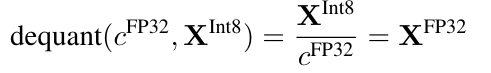 dequant(c^FP32, X^Int8) = X^Int8 / c^FP32 = X^FP32